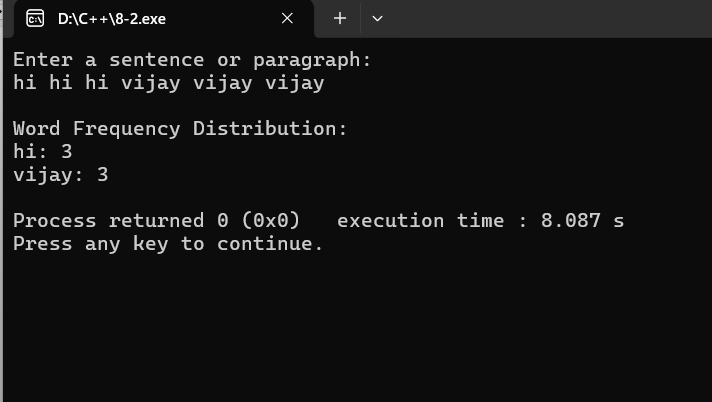 D:\C++\8-2.exe
Enter a sentence or paragraph:
hi hi hi vijay vijay vijay
Word Frequency Distribution:
hi: 3
vijay: 3
Process returned 0 (0x0)   execution time : 8.087 s
Press any key to continue.